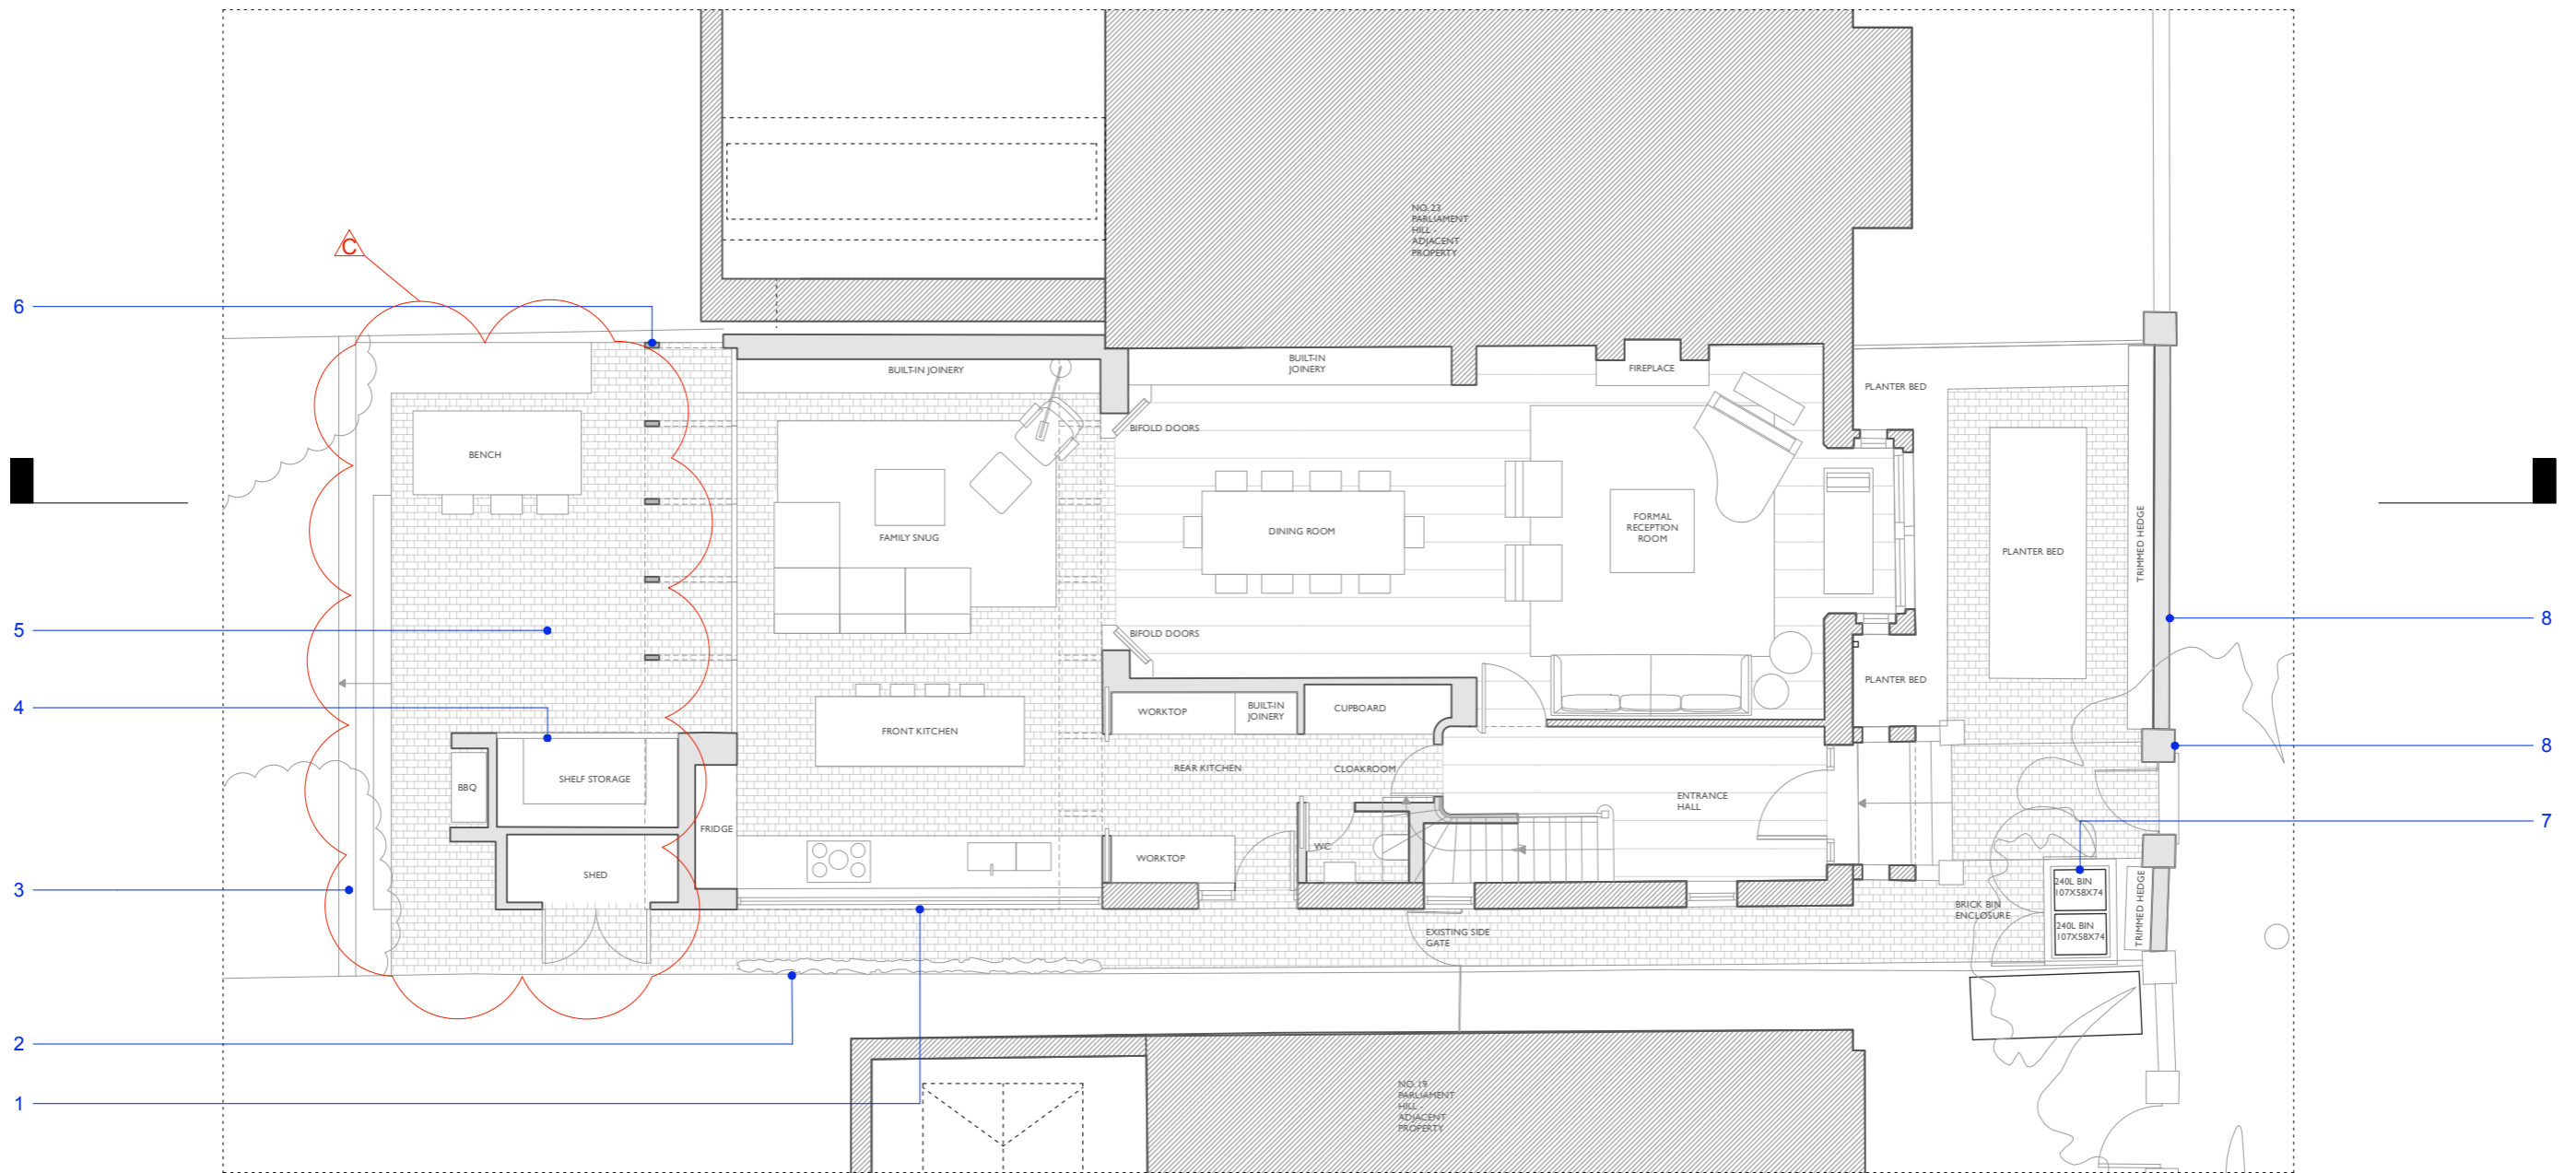 NO. 23
PARLIAMENT
HILL -
ADJACENT
PROPERTY
C
6
BUILT-IN JOINERY
BUILT-IN
JOINERY
FIREPLACE
PLANTER BED
BIFOLD DOORS
BENCH
FAMILY SNUG
DINING ROOM
FORMAL
RECEPTION
ROOM
PLANTER BED
TRIMMED HEDGE
5
8
BIFOLD DOORS
PLANTER BED
4
WORKTOP
BUILT-IN
JOINERY
CUPBOARD
FRONT KITCHEN
8
SHELF STORAGE
BBQ
REAR KITCHEN
CLOAKROOM
ENTRANCE
HALL
FRIDGE
7
WC
WORKTOP
SHED
3
240L BIN
107X58X74
BRICK BIN
ENCLOSURE
240L BIN
107X58X74
TRIMMED HEDGE
EXISTING SIDE
GATE
2
1
NO. 19
PARLIAMENT
HILL -
ADJACENT
PROPERTY